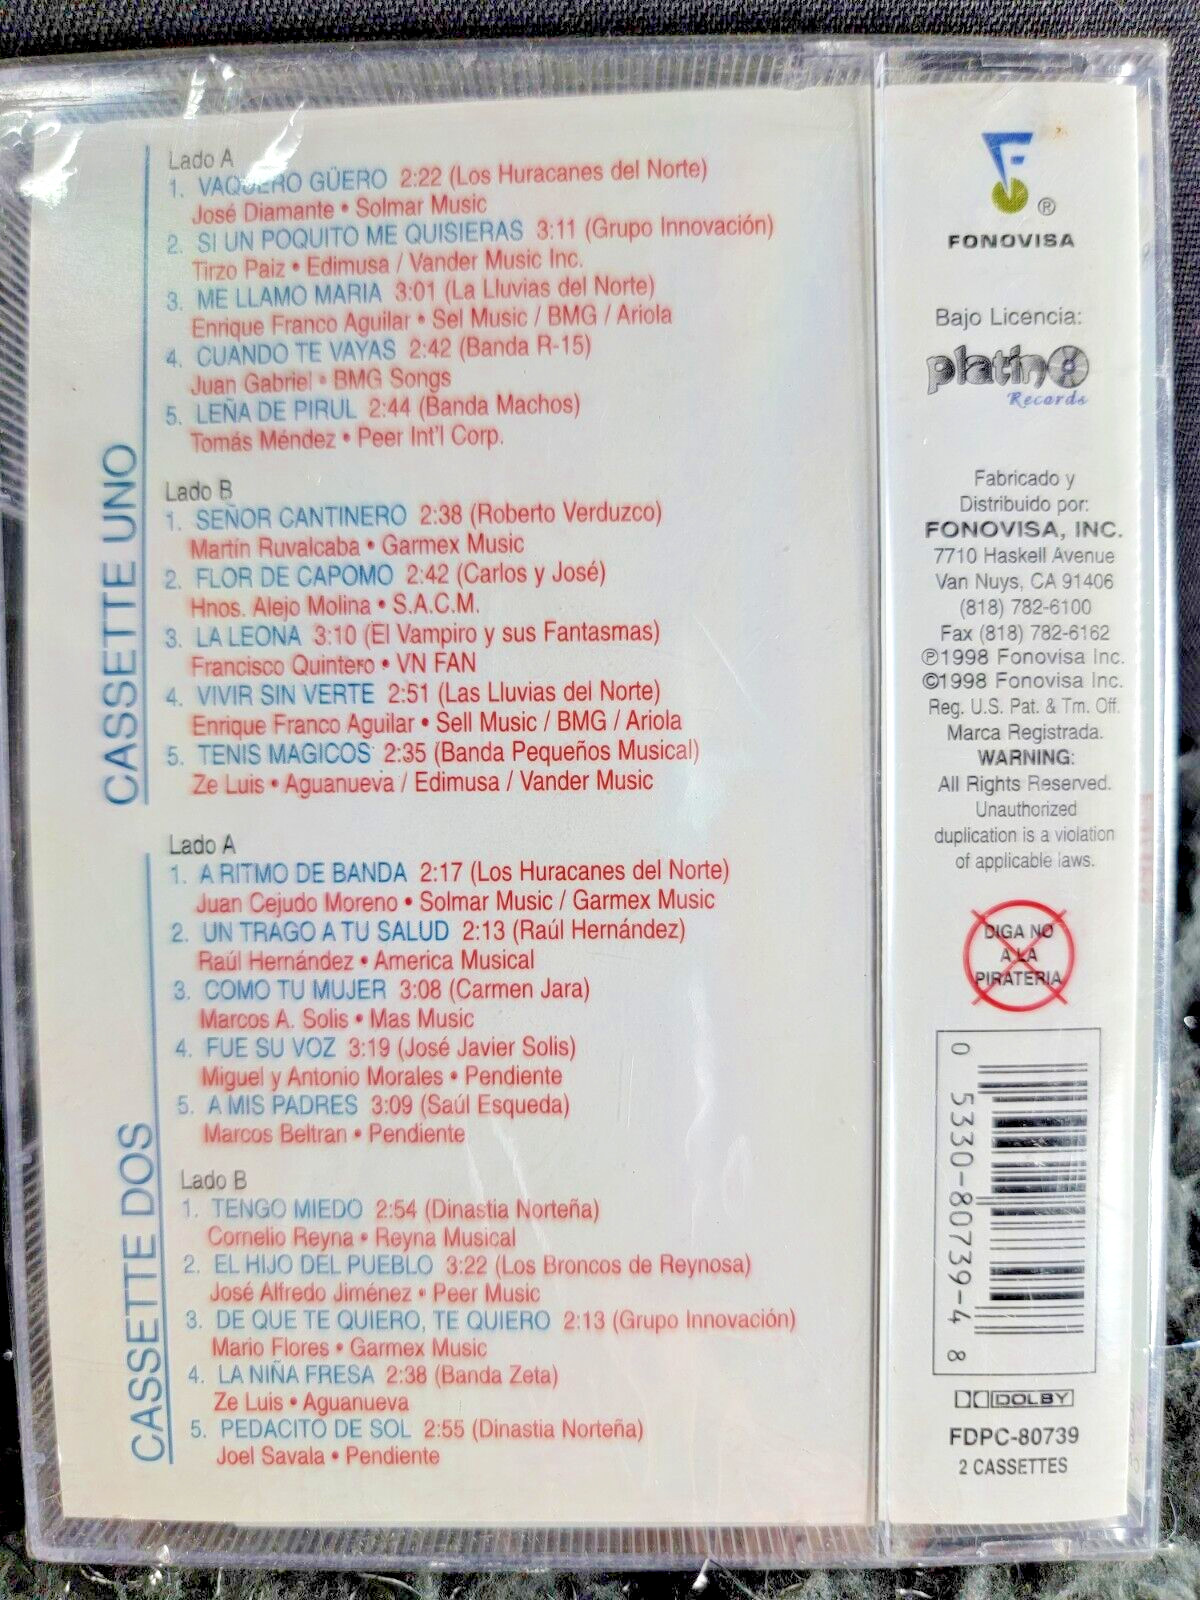 CASSETTE UNO
Lado A
1. VAQUERO GÜERO 2:22 (Los Huracanes del Norte)
José Diamante • Solmar Music
2. SI UN POQUITO ME QUISIERAS 3:11 (Grupo Innovación)
Tirzo Paiz • Edimusa / Vander Music Inc.
3. ME LLAMO MARIA 3:01 (La Lluvias del Norte)
Enrique Franco Aguilar • Sel Music / BMG / Ariola
4. CUANDO TE VAYAS 2:42 (Banda R-15)
Juan Gabriel • BMG Songs
5. LEÑA DE PIRUL 2:44 (Banda Machos)
Tomás Méndez • Peer Int'l Corp.
Lado B
1. SEÑOR CANTINERO 2:38 (Roberto Verduzco)
Martín Ruvalcaba • Garmex Music
2. FLOR DE CAPOMO 2:42 (Carlos y José)
Hnos. Alejo Molina • S.A.C.M.
3. LA LEONA 3:10 (El Vampiro y sus Fantasmas)
Francisco Quintero • VN FAN
4. VIVIR SIN VERTE 2:51 (Las Lluvias del Norte)
Enrique Franco Aguilar • Sell Music / BMG / Ariola
5. TENIS MAGICOS 2:35 (Banda Pequeños Musical)
Ze Luis • Aguanueva / Edimusa / Vander Music
CASSETTE DOS
Lado A
1. A RITMO DE BANDA 2:17 (Los Huracanes del Norte)
Juan Cejudo Moreno • Solmar Music / Garmex Music
2. UN TRAGO A TU SALUD 2:13 (Raúl Hernández)
Raúl Hernández • America Musical
3. COMO TU MUJER 3:08 (Carmen Jara)
Marcos A. Solis • Mas Music
4. FUE SU VOZ 3:19 (José Javier Solis)
Miguel y Antonio Morales • Pendiente
5. A MIS PADRES 3:09 (Saúl Esqueda)
Marcos Beltran • Pendiente
Lado B
1. TENGO MIEDO 2:54 (Dinastia Norteña)
Cornelio Reyna • Reyna Musical
2. EL HIJO DEL PUEBLO 3:22 (Los Broncos de Reynosa)
José Alfredo Jiménez • Peer Music
3. DE QUE TE QUIERO, TE QUIERO 2:13 (Grupo Innovación)
Mario Flores • Garmex Music
4. LA NIÑA FRESA 2:38 (Banda Zeta)
Ze Luis • Aguanueva
5. PEDACITO DE SOL 2:55 (Dinastia Norteña)
Joel Savala • Pendiente
F ®
FONOVISA
Bajo Licencia:
platino
Records
Fabricado y
Distribuido por:
FONOVISA, INC.
7710 Haskell Avenue
Van Nuys, CA 91406
(818) 782-6100
Fax (818) 782-6162
℗1998 Fonovisa Inc.
©1998 Fonovisa Inc.
Reg. U.S. Pat. & Tm. Off.
Marca Registrada.
WARNING:
All Rights Reserved.
Unauthorized
duplication is a violation
of applicable laws.
DIGA NO
A LA
PIRATERIA
0 5330-80739-4 8
DOLBY
FDPC-80739
2 CASSETTES